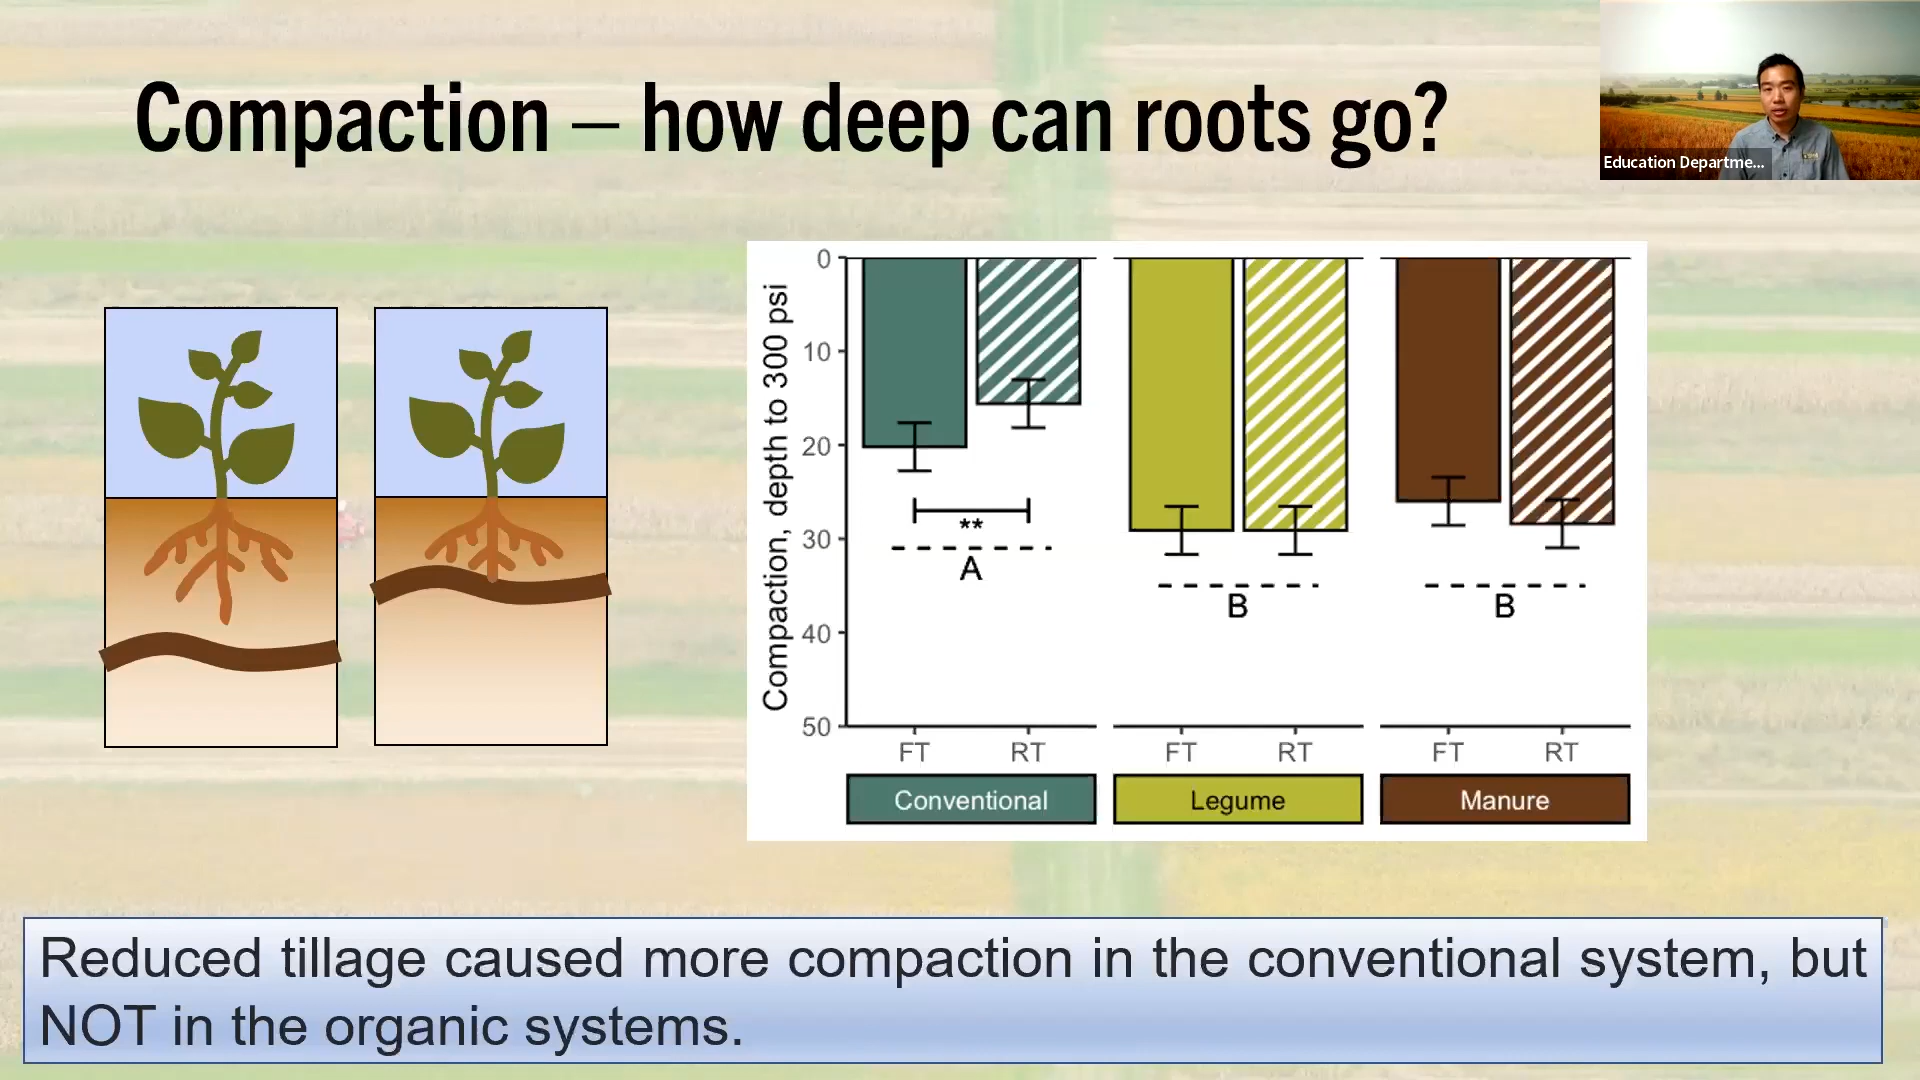 Compaction – how deep can roots go?
Education Departme...
Compaction, depth to 300 psi
0
10
20
30
40
50
**
A
B
B
FT RT FT RT FT RT
Conventional Legume Manure
Reduced tillage caused more compaction in the conventional system, but
NOT in the organic systems.